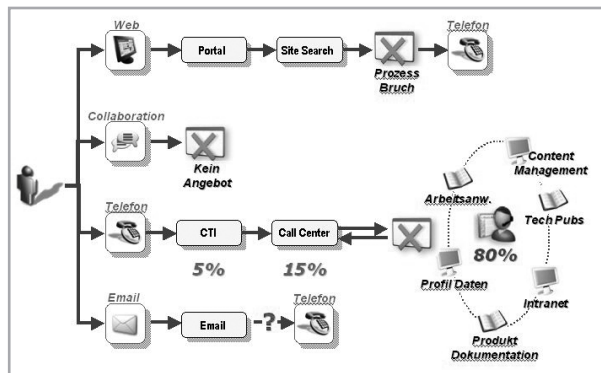 Web
Portal
Site Search
Prozess
Bruch
Telefon
Collaboration
Kein
Angebot
Telefon
CTI
5%
Call Center
15%
Content
Management
Arbeitsanw.
Tech Pubs
80%
Profil Daten
Intranet
Produkt
Dokumentation
Email
Email
-?
Telefon